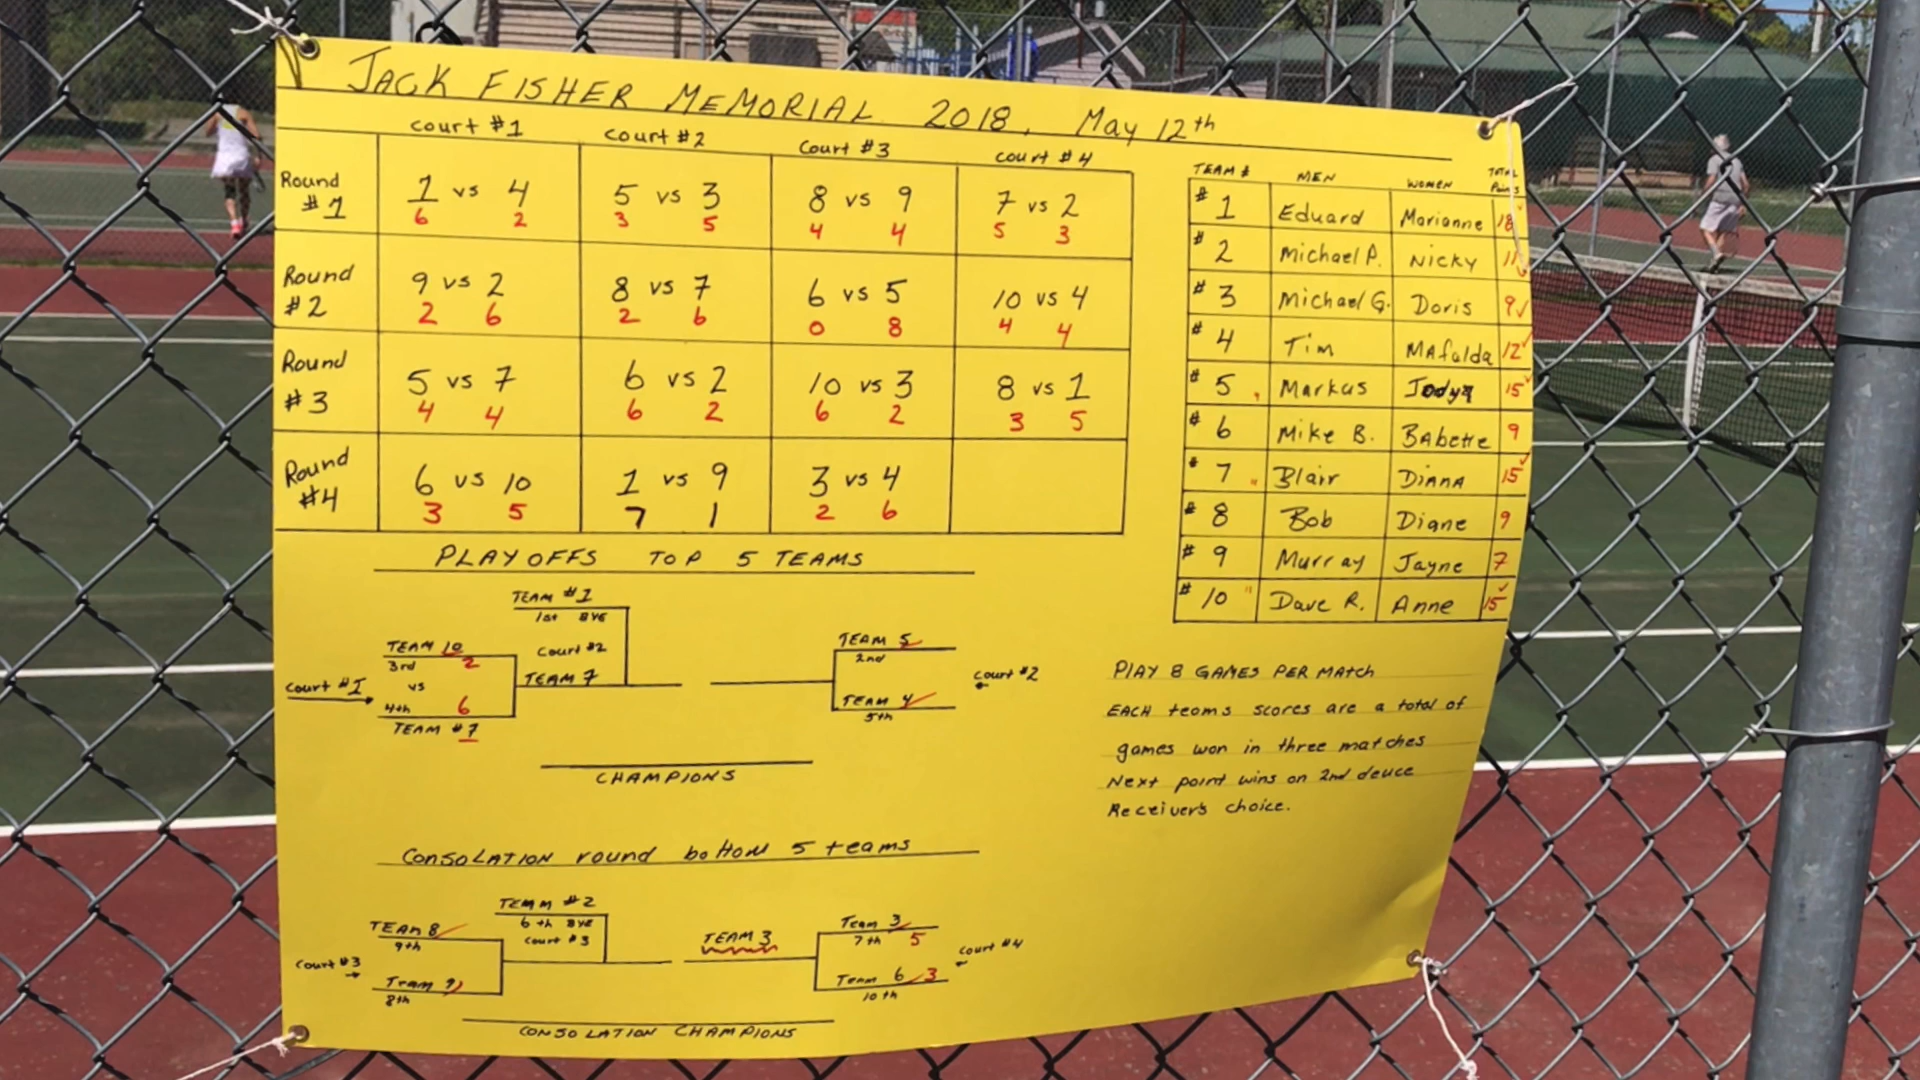 JACK FISHER MEMORIAL 2018, May 12th
Court #1 Court #2 Court #3 Court #4
Round #1
1 vs 4 5 vs 3 8 vs 9 7 vs 2
6 2 3 5 4 4 5 3
Round #2
9 vs 2 8 vs 7 6 vs 5 10 vs 4
2 6 2 6 0 8 4 4
Round #3
5 vs 7 6 vs 2 10 vs 3 8 vs 1
4 4 6 2 6 2 3 5
Round #4
6 vs 10 1 vs 9 3 vs 4
3 5 7 1 2 6
TEAM # MEN WOMEN TOTAL Points
#1 Eduard Marianne 18
#2 Michael P. Nicky 11
#3 Michael G. Doris 9
#4 Tim MAfalda 12
#5 Markus 15
#6 Mike B. BAbette 9
#7 Blair DIANA 15
#8 Bob Diane 9
#9 Murray Jayne 7
#10 Dave R. Anne 15
PLAYOFFS TOP 5 TEAMS
TEAM #1
1st BYE
TEAM 10 2
3rd
Court #2
Court #1
vs
TEAM 7
4th 6
TEAM #7
TEAM 5
2nd
Court #2
TEAM 4
5th
CHAMPIONS
PLAY 8 GAMES PER MATCH
EACH teams scores are a total of
games won in three matches
Next point wins on 2nd deuce
Receiver's choice.
CONSOLATION round bottom 5 teams
TEAM #2
6th BYE
Court #3
TEAM 8
9th
Court #3
Team 9
8th
TEAM 3
Team 3
7th 5
Court #4
Team 6 3
10th
CONSOLATION CHAMPIONS